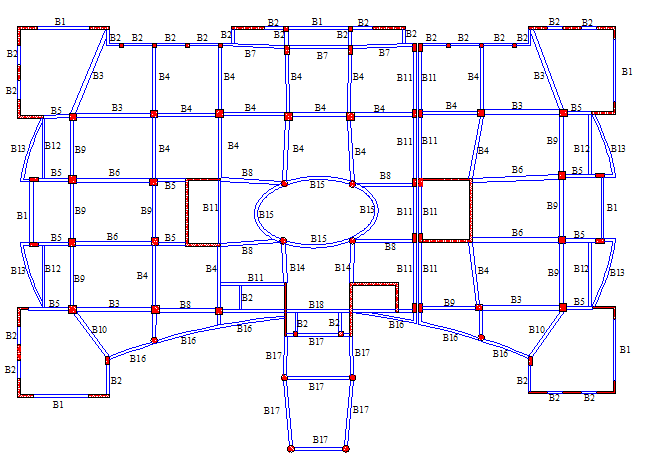 B1 B2 B1 B2 B2 B2
B2 B2 B2 B2 B2 B2 B2 B2 B2 B2 B2
B2 B7 B7 B7
B3 B4 B4 B4 B4 B11 B11 B4 B3 B1
B2
B5 B3 B4 B4 B4 B4 B4 B3 B5
B13 B12 B9 B4 B4 B4 B4 B11 B11 B4 B9 B12 B13
B5 B6 B5 B8 B8 B6 B5
B15
B1 B9 B9 B11 B15 B15 B11 B11 B9 B1
B5 B6 B5 B8 B15 B8 B6 B5
B13 B12 B9 B4 B4 B14 B14 B11 B11 B4 B9 B12 B13
B11
B2
B5 B3 B8 B18 B9 B3 B5
B2 B10 B16 B16 B2 B2 B16 B16 B10 B1
B16 B17 B16
B2 B2 B17 B17 B2
B17
B1 B2 B2
B17 B17
B17